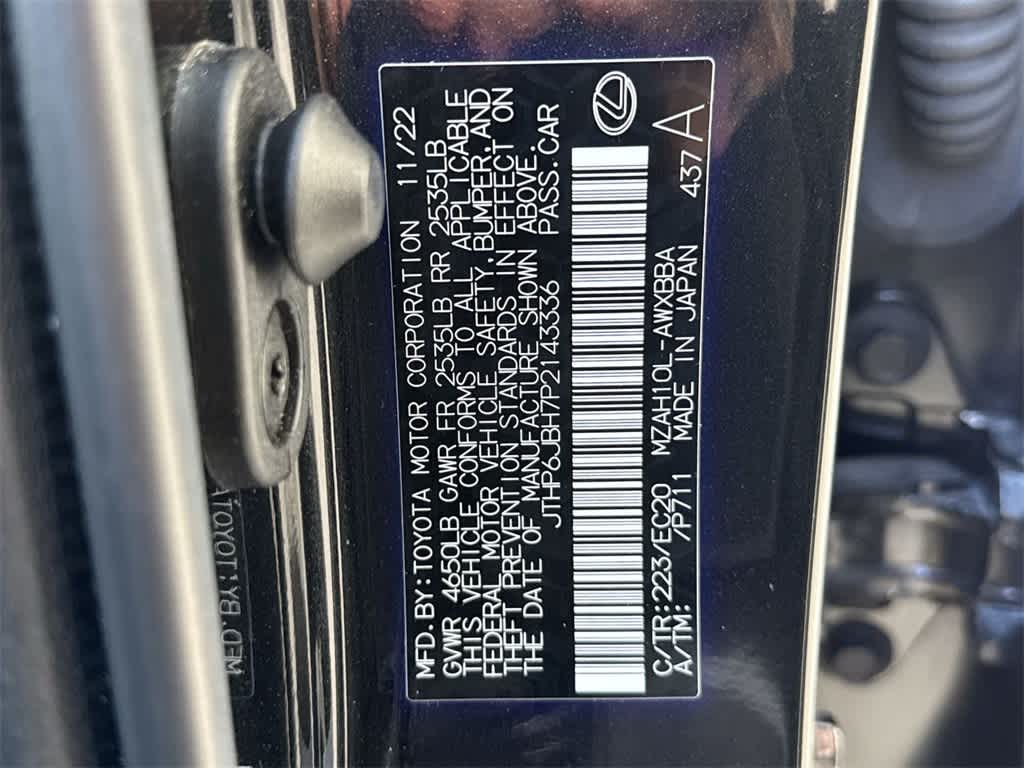 MFD.BY:TOYOTA MOTOR CORPORATION 11/22
GVWR 4650LB GAWR FR 2535LB RR 2535LB
THIS VEHICLE CONFORMS TO ALL APPLICABLE
FEDERAL MOTOR VEHICLE SAFETY,BUMPER,AND
THEFT PREVENTION STANDARDS IN EFFECT ON
THE DATE OF MANUFACTURE SHOWN ABOVE.
JTHP6JBH7P2143336 PASS.CAR
C/TR:223/EC20 MZAH10L-AWXBBA 437A
A/TM: /P711 MADE IN JAPAN
MFD.BY:TOYOTA